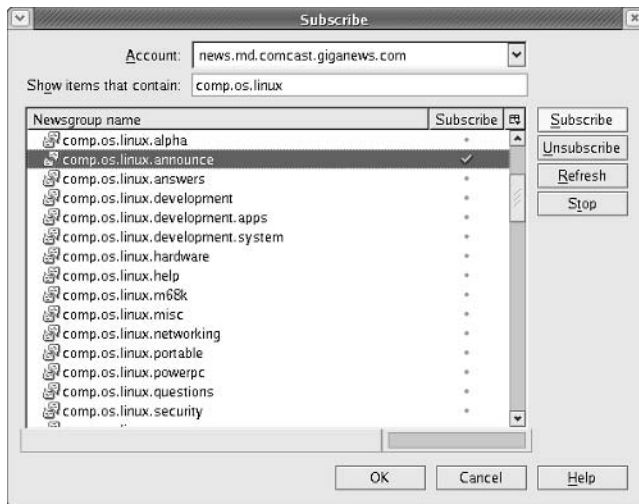 Subscribe
Account: news.md.comcast.giganews.com
Show items that contain: comp.os.linux
Newsgroup name Subscribe
comp.os.linux.alpha
comp.os.linux.announce
comp.os.linux.answers
comp.os.linux.development
comp.os.linux.development.apps
comp.os.linux.development.system
comp.os.linux.hardware
comp.os.linux.help
comp.os.linux.m68k
comp.os.linux.misc
comp.os.linux.networking
comp.os.linux.portable
comp.os.linux.powerpc
comp.os.linux.questions
comp.os.linux.security
Subscribe
Unsubscribe
Refresh
Stop
OK Cancel Help